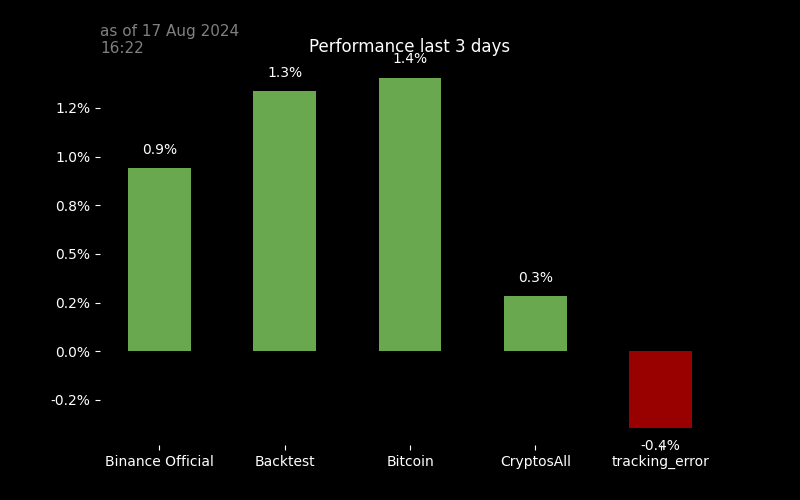 as of 17 Aug 2024
16:22
Performance last 3 days
1.4%
1.3%
1.2%
0.9%
1.0%
0.8%
0.5%
0.3%
0.2%
0.0%
-0.2%
-0.4%
Binance Official
Backtest
Bitcoin
CryptosAll
tracking_error